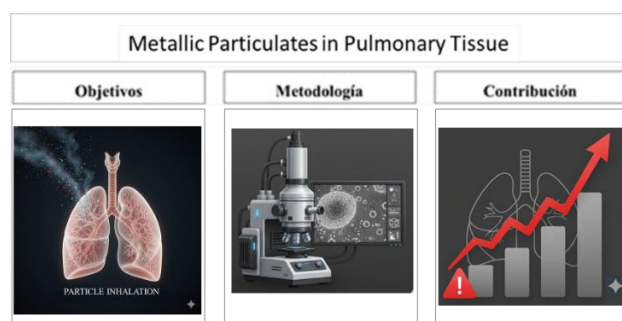 Metallic Particulates in Pulmonary Tissue
Objetivos
Metodología
Contribución
PARTICLE INHALATION
!